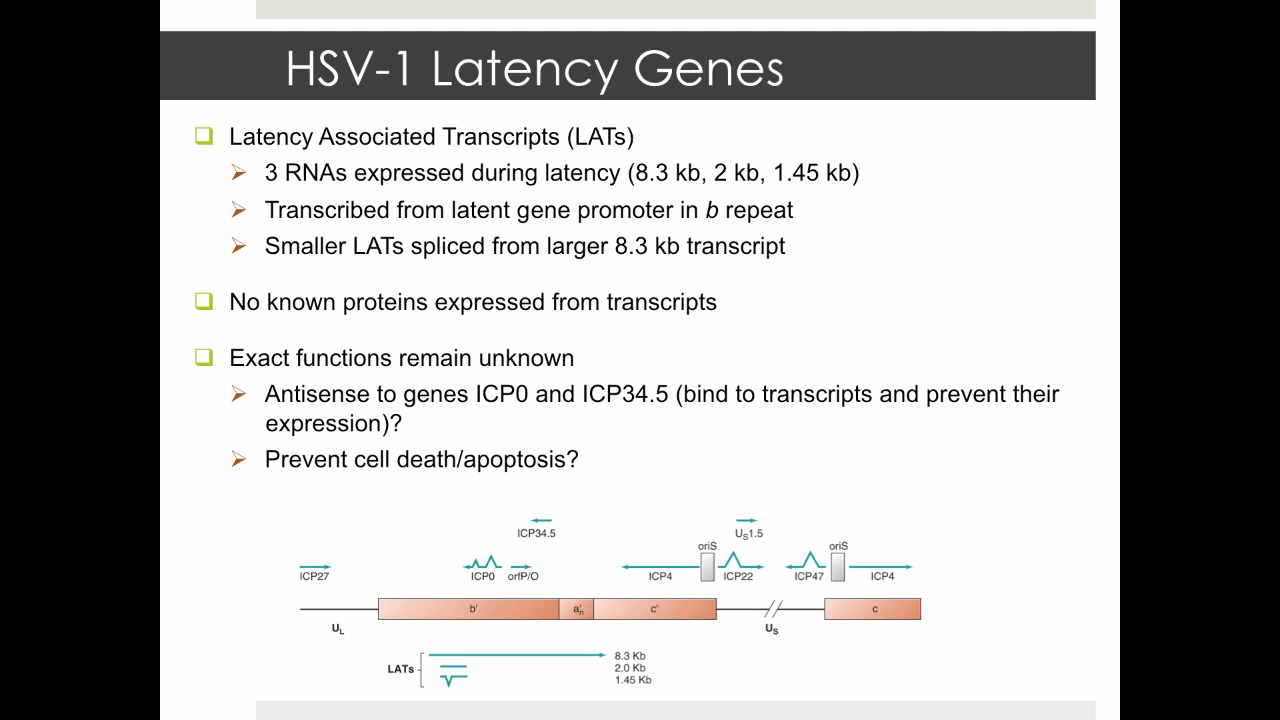 HSV-1 Latency Genes
Latency Associated Transcripts (LATs)
3 RNAs expressed during latency (8.3 kb, 2 kb, 1.45 kb)
Transcribed from latent gene promoter in b repeat
Smaller LATs spliced from larger 8.3 kb transcript
No known proteins expressed from transcripts
Exact functions remain unknown
Antisense to genes ICP0 and ICP34.5 (bind to transcripts and prevent their
expression)?
Prevent cell death/apoptosis?
ICP34.5 US1.5
oriS oriS
ICP27 ICP0 orfP/O ICP4 ICP22 ICP47 ICP4
b' a'n c' c
UL US
LATs
8.3 Kb
2.0 Kb
1.45 Kb